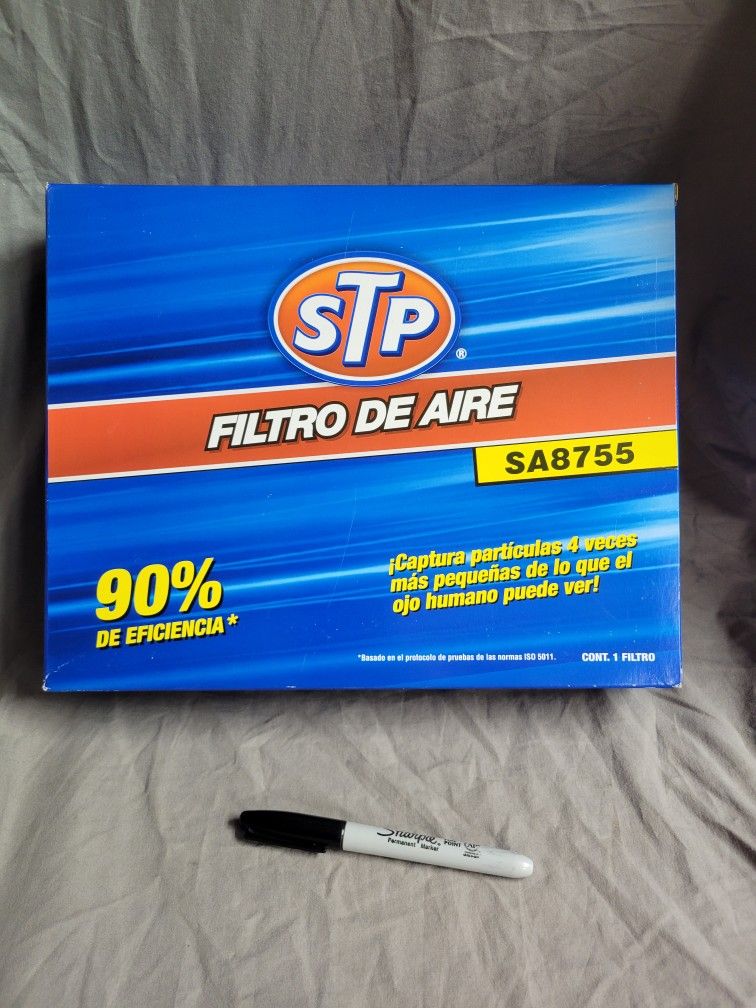 STP
®
FILTRO DE AIRE
SA8755
90%
DE EFICIENCIA*
¡Captura partículas 4 veces
más pequeñas de lo que el
ojo humano puede ver!
*Basado en el protocolo de pruebas de las normas ISO 5011.
CONT. 1 FILTRO
Sharpie
Permanent Marker
POINT
AP